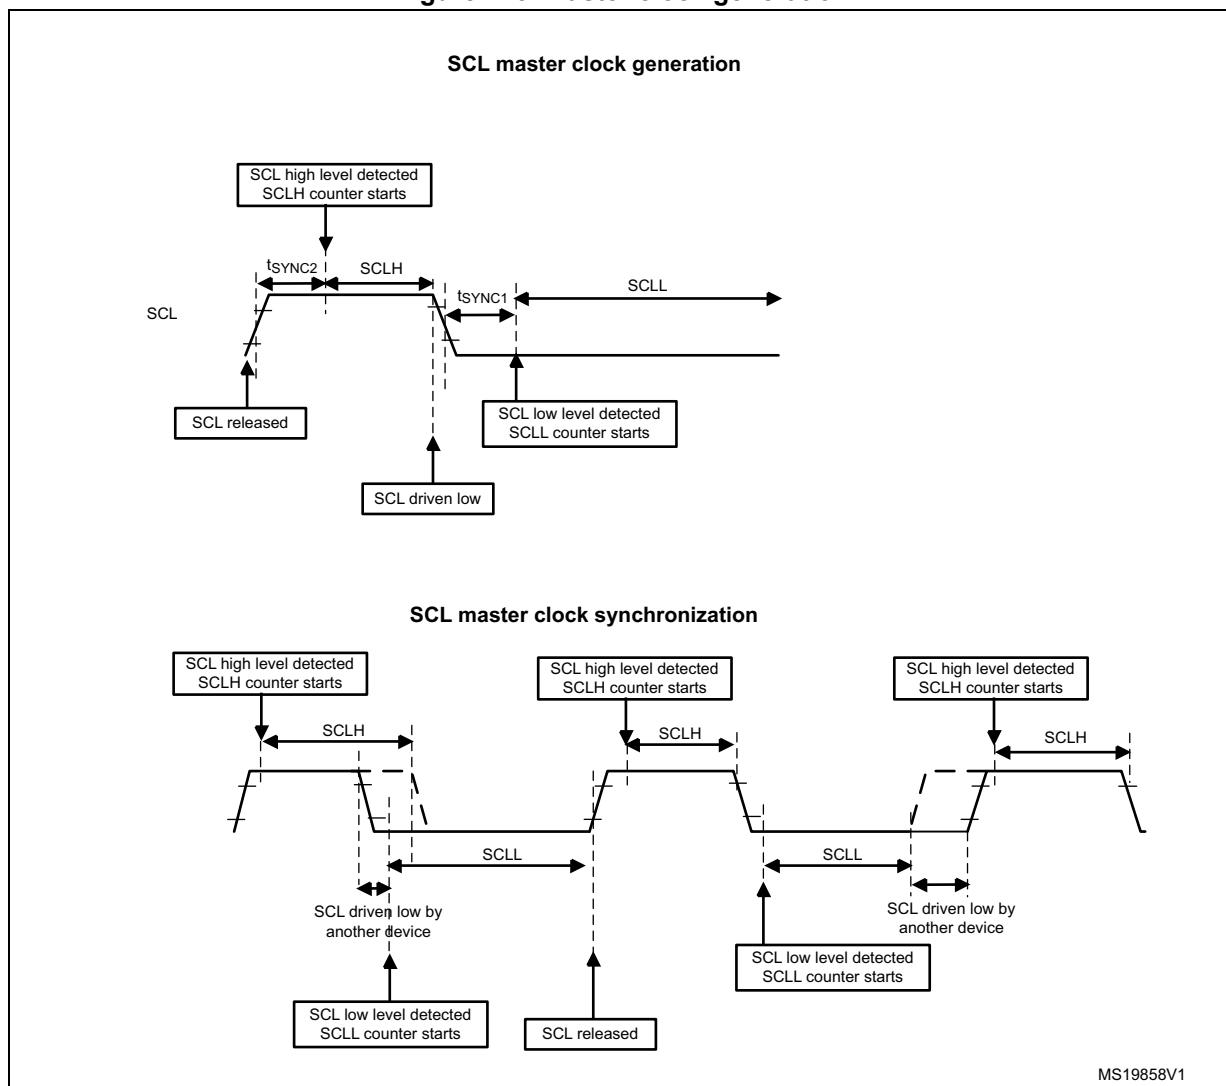 SCL master clock generation
SCL high level detected
SCLH counter starts
tSYNC2
SCLH
SCLL
tSYNC1
SCL
SCL released
SCL low level detected
SCLL counter starts
SCL driven low
SCL master clock synchronization
SCL high level detected
SCLH counter starts
SCL high level detected
SCLH counter starts
SCL high level detected
SCLH counter starts
SCLH
SCLH
SCLH
SCLL
SCLL
SCL driven low by
another device
SCL driven low by
another device
SCL low level detected
SCLL counter starts
SCL low level detected
SCLL counter starts
SCL released
MS19858V1